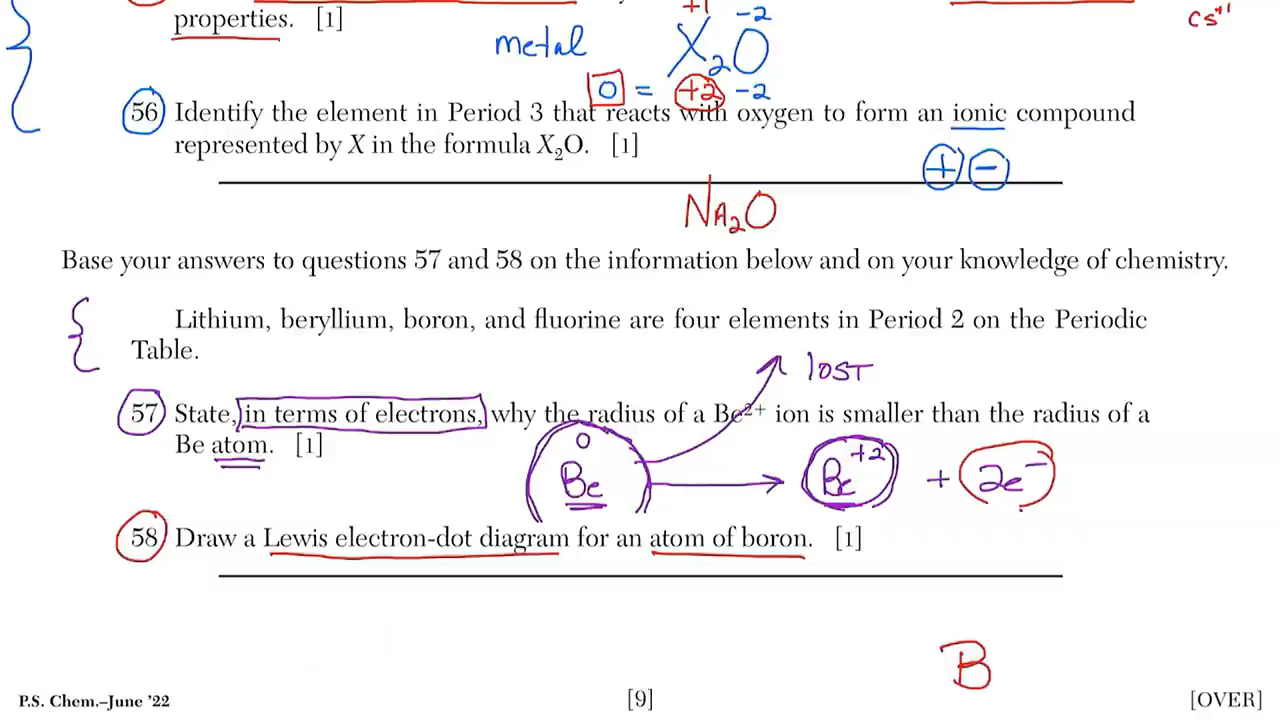 properties. [1]
+1 -2
Cs+1
metal X2O
0 = +2 -2
56 Identify the element in Period 3 that reacts with oxygen to form an ionic compound
represented by X in the formula X₂O. [1]
+ -
NA2O
Base your answers to questions 57 and 58 on the information below and on your knowledge of chemistry.
Lithium, beryllium, boron, and fluorine are four elements in Period 2 on the Periodic
Table.
lost
57 State, in terms of electrons, why the radius of a Be²⁺ ion is smaller than the radius of a
Be atom. [1]
0
Be Be+2 + 2e-
58 Draw a Lewis electron-dot diagram for an atom of boron. [1]
B
P.S. Chem.–June ’22 [9] [OVER]